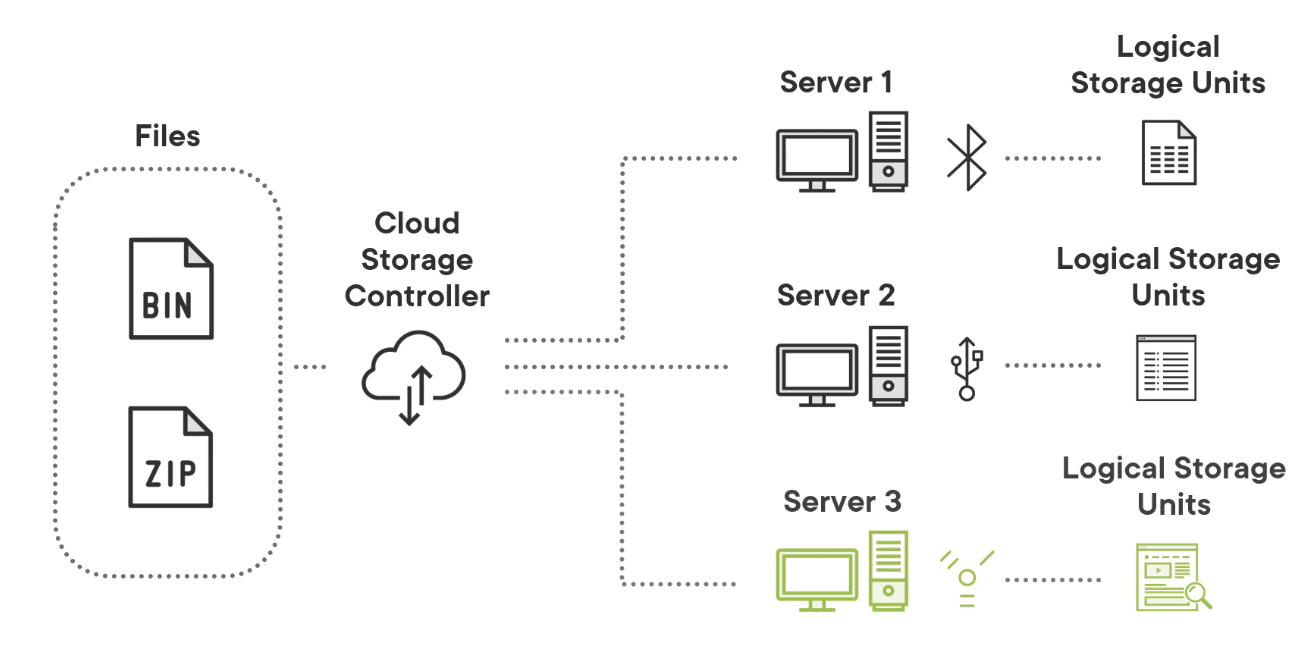 Files
BIN
ZIP
Cloud
Storage
Controller
Server 1
Logical
Storage Units
Server 2
Logical Storage
Units
Server 3
Logical Storage
Units